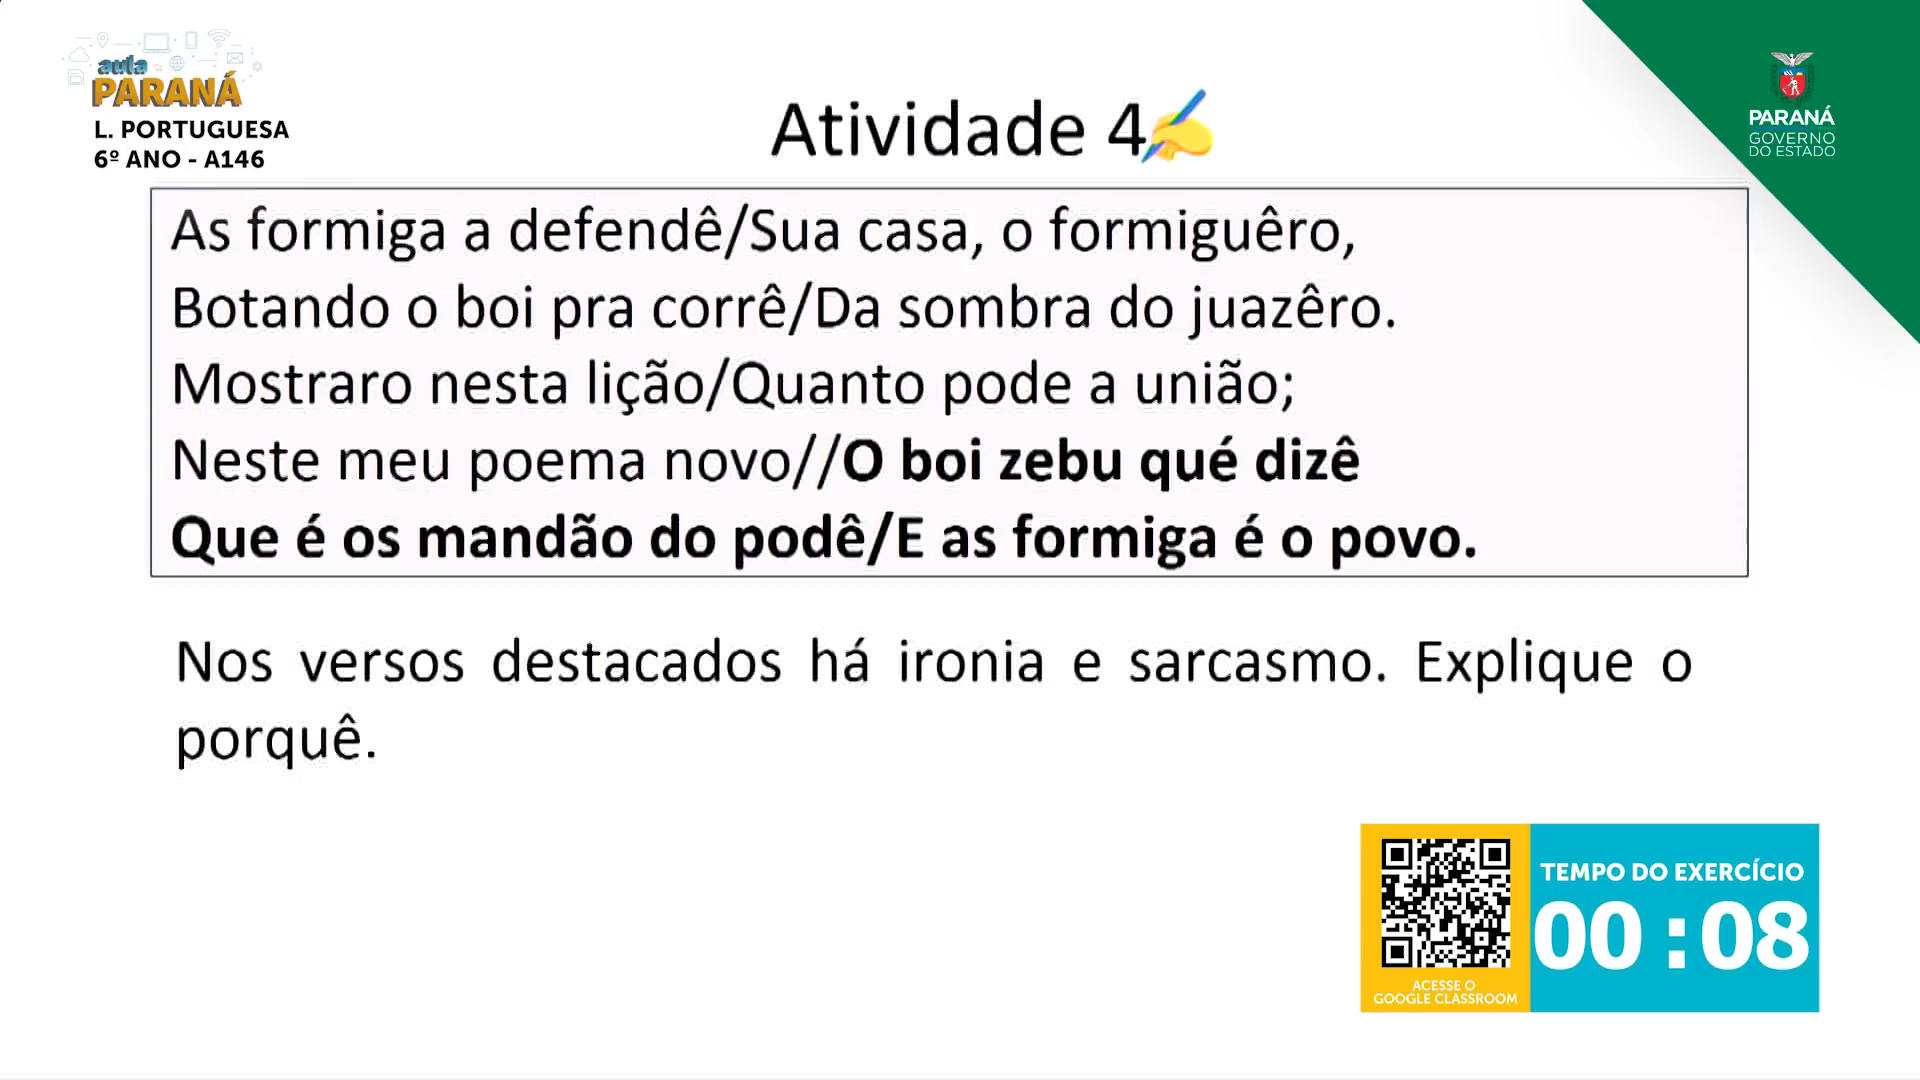 aula
PARANÁ
L. PORTUGUESA
6º ANO - A146
Atividade 4
PARANÁ
GOVERNO
DO ESTADO
As formiga a defendê/Sua casa, o formiguêro,
Botando o boi pra corrê/Da sombra do juazêro.
Mostraro nesta lição/Quanto pode a união;
Neste meu poema novo//O boi zebu qué dizê
Que é os mandão do podê/E as formiga é o povo.
Nos versos destacados há ironia e sarcasmo. Explique o
porquê.
TEMPO DO EXERCÍCIO
00 : 08
ACESSE O
GOOGLE CLASSROOM